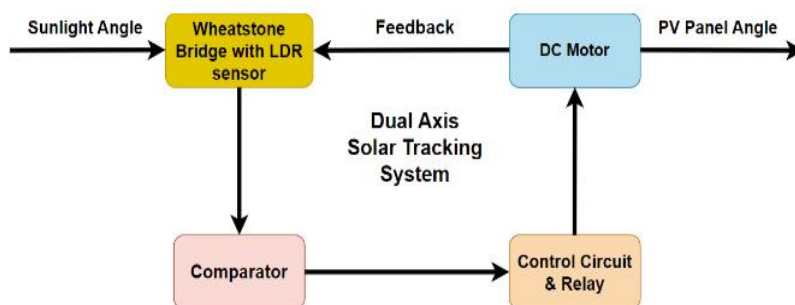 Sunlight Angle
Wheatstone
Bridge with LDR
sensor
Feedback
DC Motor
PV Panel Angle
Dual Axis
Solar Tracking
System
Comparator
Control Circuit
& Relay